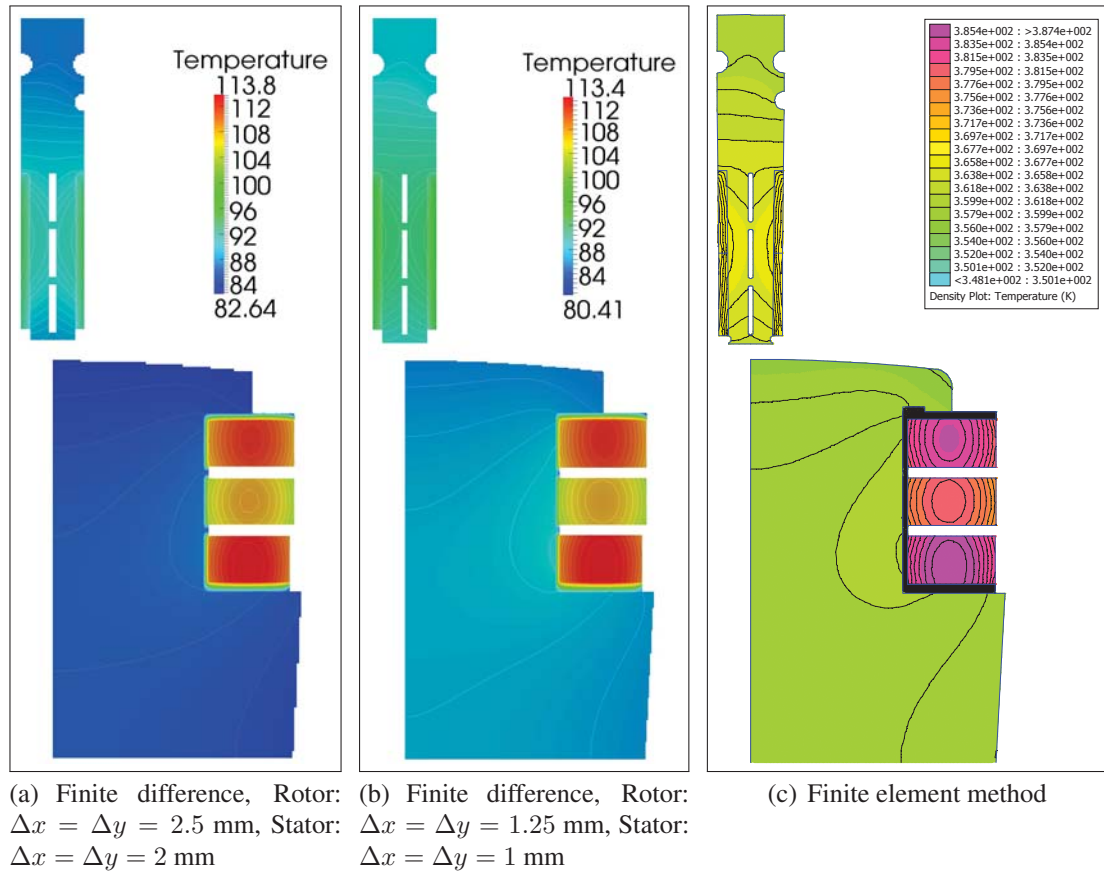 Temperature
113.8
112
108
104
100
96
92
88
84
82.64
Temperature
113.4
112
108
104
100
96
92
88
84
80.41
3.854e+002 : >3.874e+002
3.835e+002 : 3.854e+002
3.815e+002 : 3.835e+002
3.795e+002 : 3.815e+002
3.776e+002 : 3.795e+002
3.756e+002 : 3.776e+002
3.736e+002 : 3.756e+002
3.717e+002 : 3.736e+002
3.697e+002 : 3.717e+002
3.677e+002 : 3.697e+002
3.658e+002 : 3.677e+002
3.638e+002 : 3.658e+002
3.618e+002 : 3.638e+002
3.599e+002 : 3.618e+002
3.579e+002 : 3.599e+002
3.560e+002 : 3.579e+002
3.540e+002 : 3.560e+002
3.520e+002 : 3.540e+002
3.501e+002 : 3.520e+002
<3.481e+002 : 3.501e+002
Density Plot: Temperature (K)
(a) Finite difference, Rotor:
Δx = Δy = 2.5 mm, Stator:
Δx = Δy = 2 mm
(b) Finite difference, Rotor:
Δx = Δy = 1.25 mm, Stator:
Δx = Δy = 1 mm
(c) Finite element method